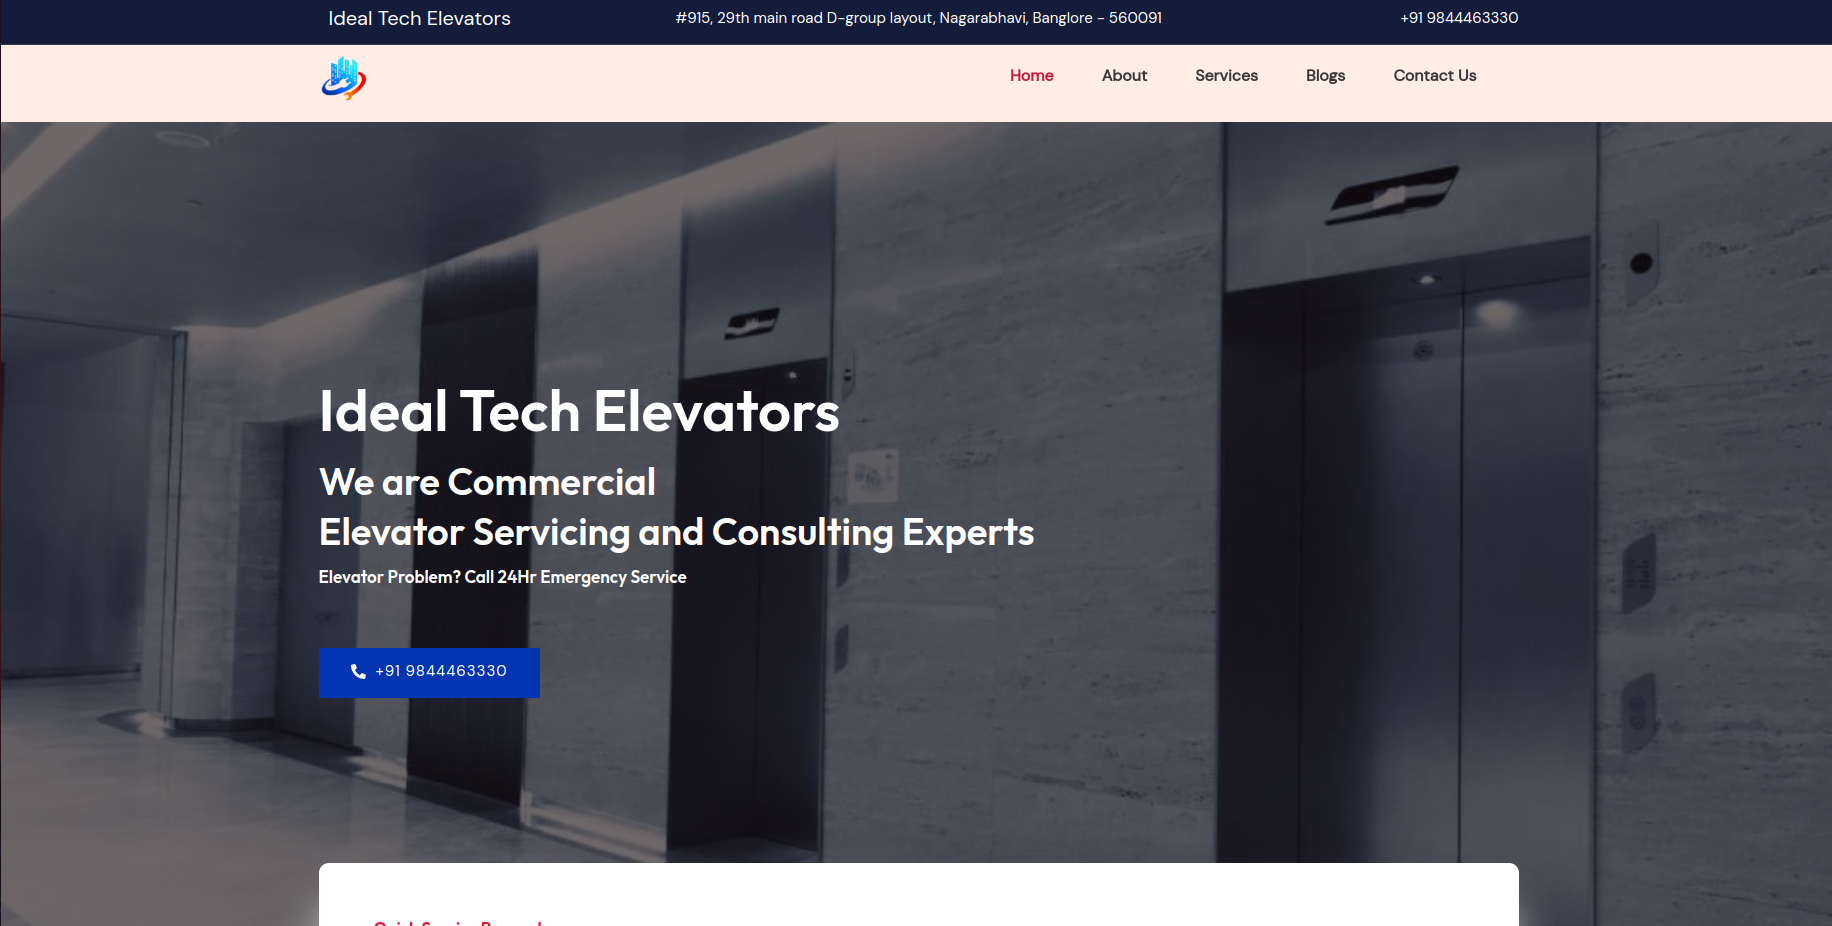 Ideal Tech Elevators
#915, 29th main road D-group layout, Nagarabhavi, Banglore - 560091
+91 9844463330
Home
About
Services
Blogs
Contact Us
Ideal Tech Elevators
We are Commercial
Elevator Servicing and Consulting Experts
Elevator Problem? Call 24Hr Emergency Service
+91 9844463330